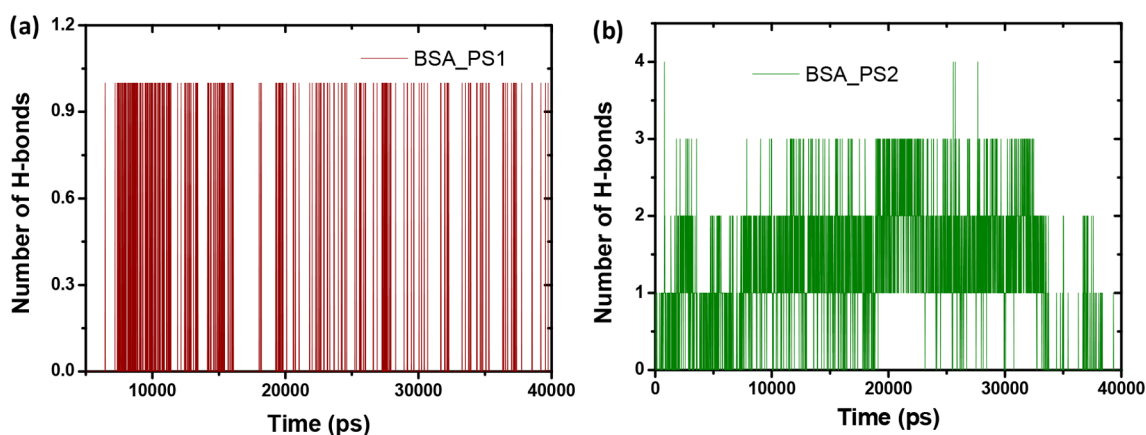 (a)
BSA_PS1
Number of H-bonds
1.2
0.9
0.6
0.3
0.0
10000 20000 30000 40000
Time (ps)
(b)
BSA_PS2
Number of H-bonds
4
3
2
1
0
0 10000 20000 30000 40000
Time (ps)